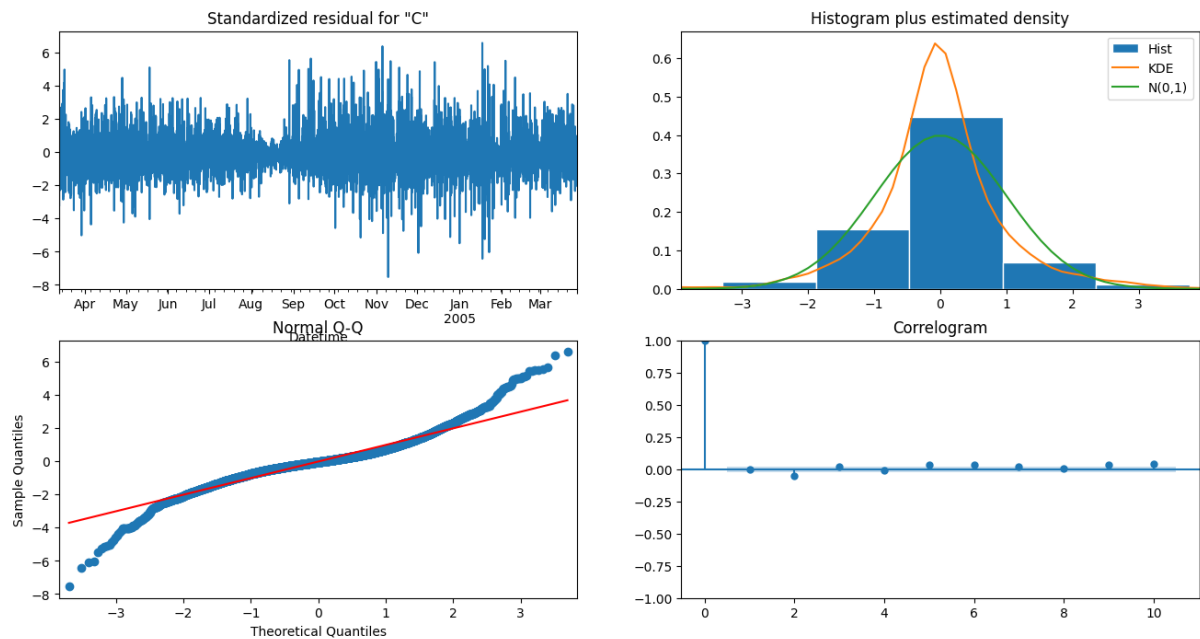 Standardized residual for "C"
6
4
2
0
−2
−4
−6
−8
Apr May Jun Jul Aug Sep Oct Nov Dec Jan Feb Mar
2005
Datetime
Histogram plus estimated density
Hist
KDE
N(0,1)
0.6
0.5
0.4
0.3
0.2
0.1
0.0
−3 −2 −1 0 1 2 3
Normal Q-Q
Sample Quantiles
6
4
2
0
−2
−4
−6
−8
−3 −2 −1 0 1 2 3
Theoretical Quantiles
Correlogram
1.00
0.75
0.50
0.25
0.00
−0.25
−0.50
−0.75
−1.00
0 2 4 6 8 10